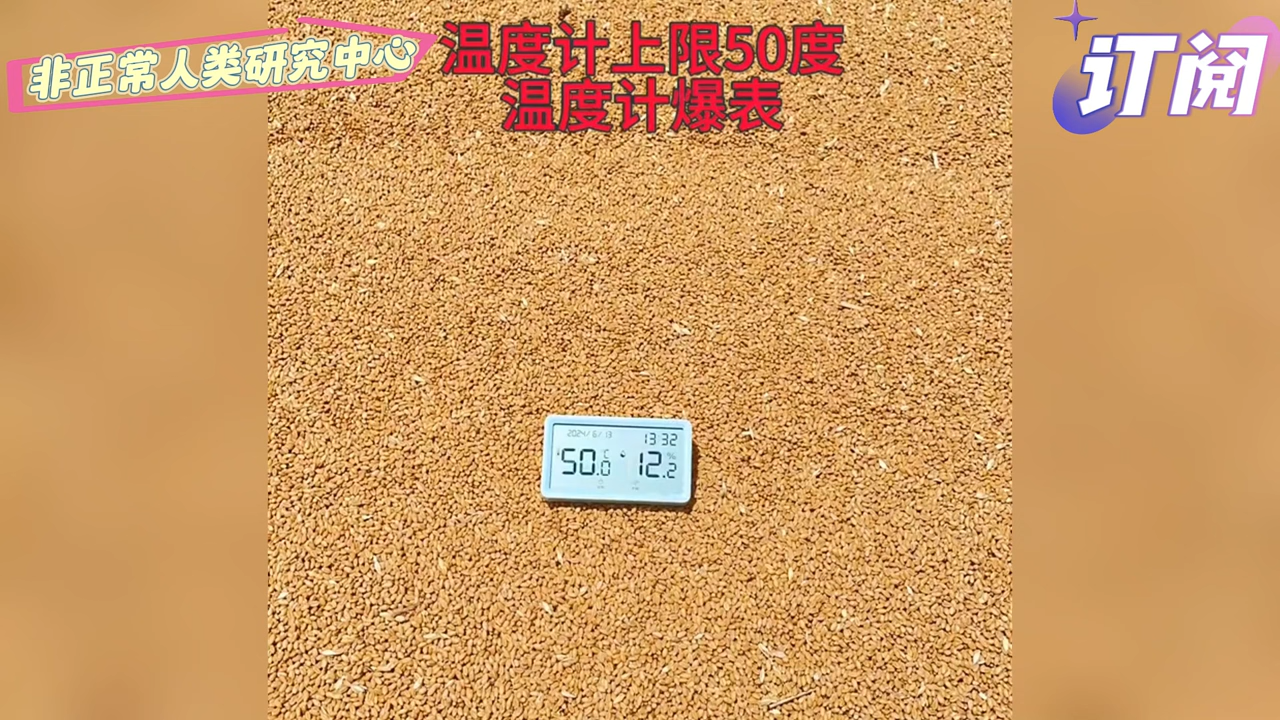 非正常人类研究中心
温度计上限50度
温度计爆表
订阅
2024/6/13
13 32
50.0 ℃
12.2 %